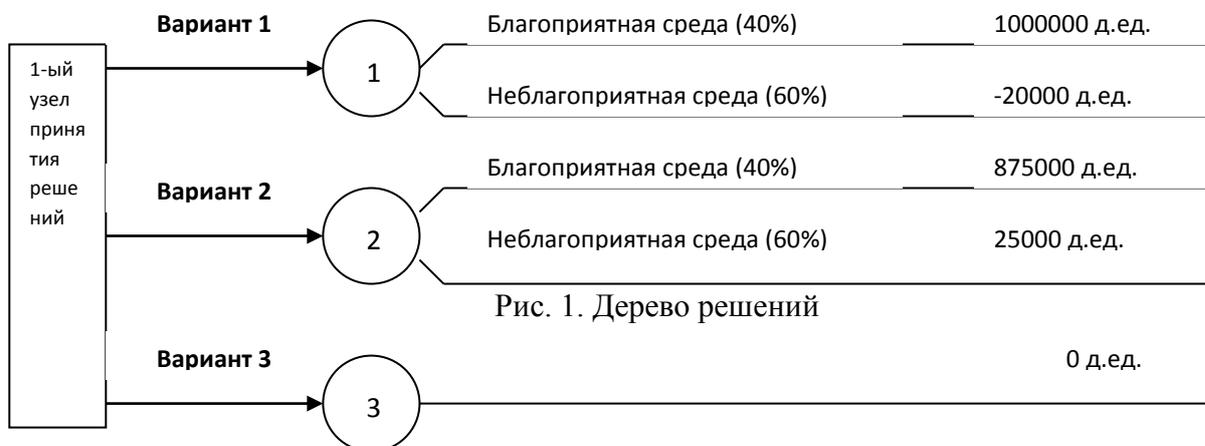 Вариант 1
Благоприятная среда (40%)
1000000 д.ед.
1-ый
узел
приня
тия
реше
ний
1
Неблагоприятная среда (60%)
-20000 д.ед.
Благоприятная среда (40%)
875000 д.ед.
Вариант 2
2
Неблагоприятная среда (60%)
25000 д.ед.
Рис. 1. Дерево решений
Вариант 3
0 д.ед.
3